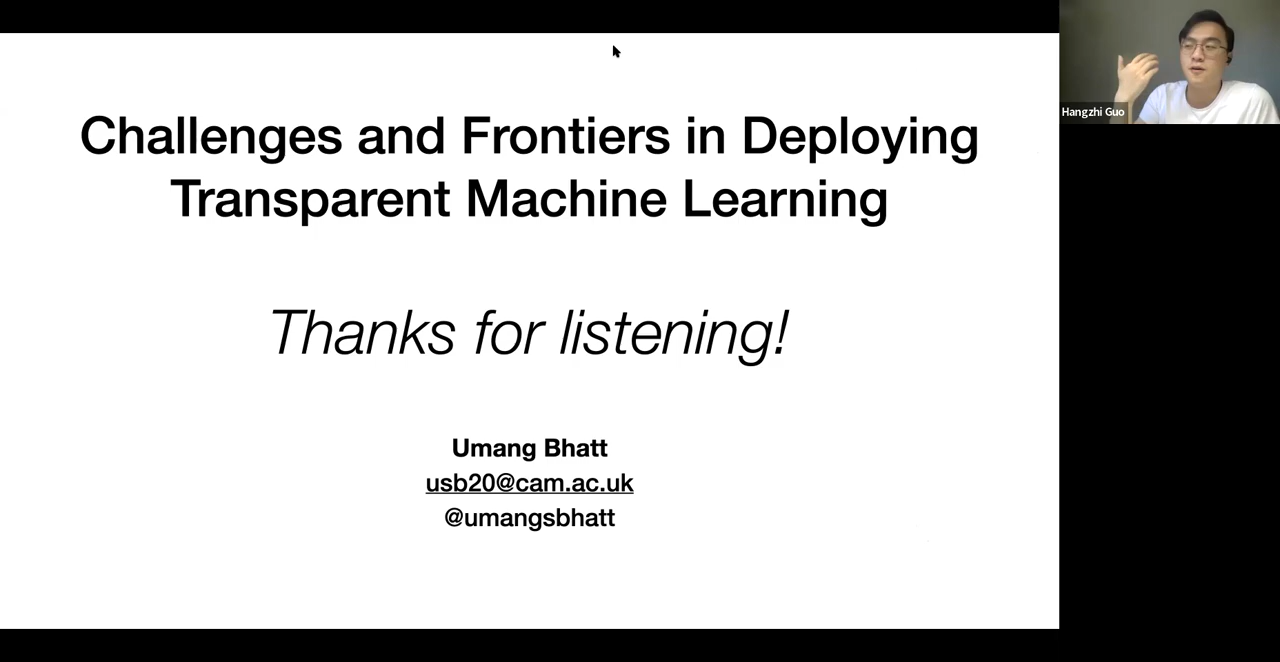 Challenges and Frontiers in Deploying
Transparent Machine Learning
Thanks for listening!
Umang Bhatt
usb20@cam.ac.uk
@umangsbhatt
Hangzhi Guo